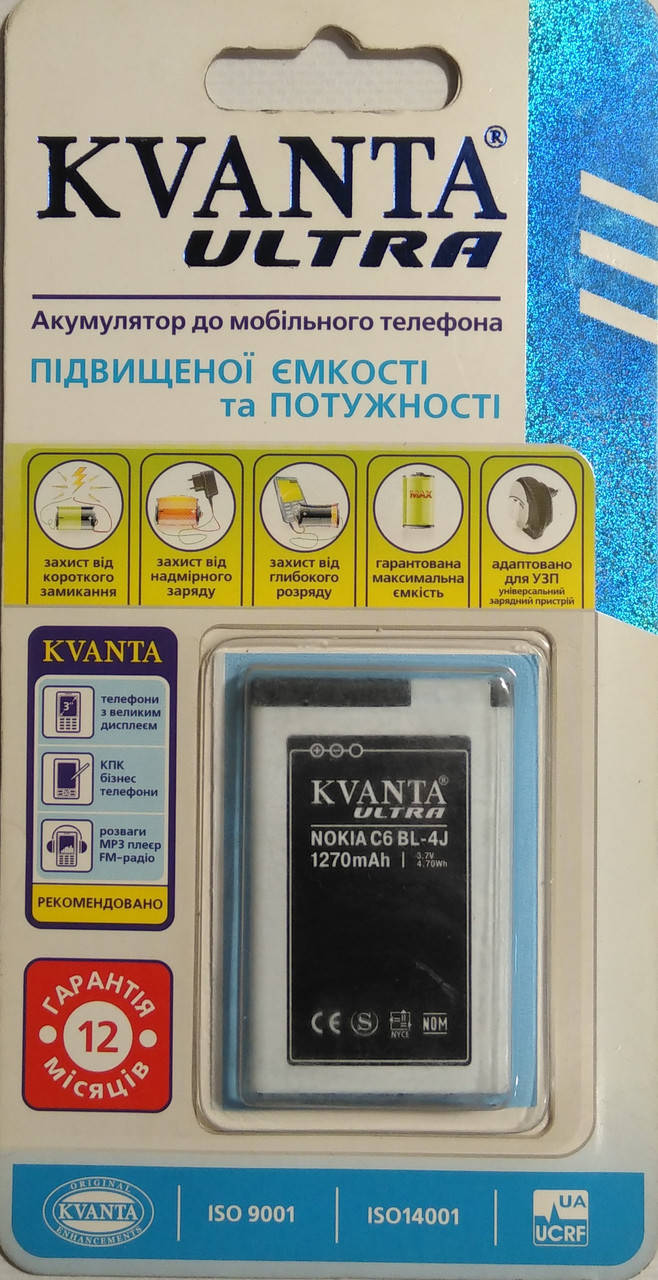 KVANTA®
ULTRA
Акумулятор до мобільного телефона
ПІДВИЩЕНОЇ ЄМКОСТІ
та ПОТУЖНОСТІ
захист від
короткого
замикання
захист від
надмірного
заряду
захист від
глибокого
розряду
MAX
гарантована
максимальна
ємкість
адаптовано
для УЗП
універсальний
зарядний пристрій
KVANTA
3"
телефони
з великим
дисплеєм
КПК
бізнес
телефони
розваги
MP3 плеєр
FM-радіо
РЕКОМЕНДОВАНО
ГАРАНТІЯ
12
МІСЯЦІВ
KVANTA®
ULTRA
NOKIA C6 BL-4J
1270mAh | 3.7V
4.70Wh
CE S NYCE NOM
ORIGINAL
KVANTA
ENHANCEMENTS
ISO 9001
ISO14001
UA
UCRF